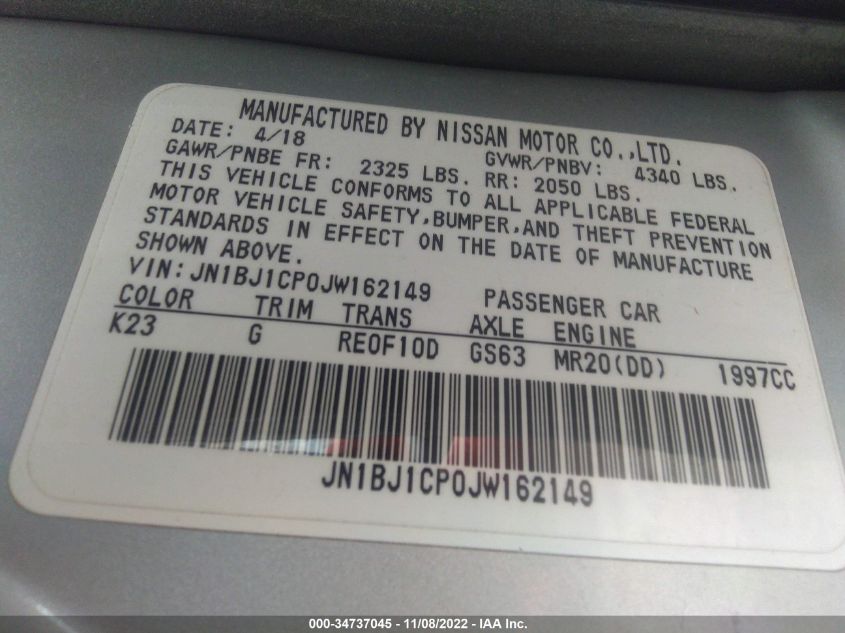 MANUFACTURED BY NISSAN MOTOR CO.,LTD.
DATE: 4/18 GVWR/PNBV: 4340 LBS.
GAWR/PNBE FR: 2325 LBS. RR: 2050 LBS.
THIS VEHICLE CONFORMS TO ALL APPLICABLE FEDERAL
MOTOR VEHICLE SAFETY,BUMPER,AND THEFT PREVENTION
STANDARDS IN EFFECT ON THE DATE OF MANUFACTURE
SHOWN ABOVE.
VIN:JN1BJ1CP0JW162149 PASSENGER CAR
COLOR TRIM TRANS AXLE ENGINE
K23 G RE0F10D GS63 MR20(DD) 1997CC
JN1BJ1CP0JW162149
000-34737045 - 11/08/2022 - IAA Inc.